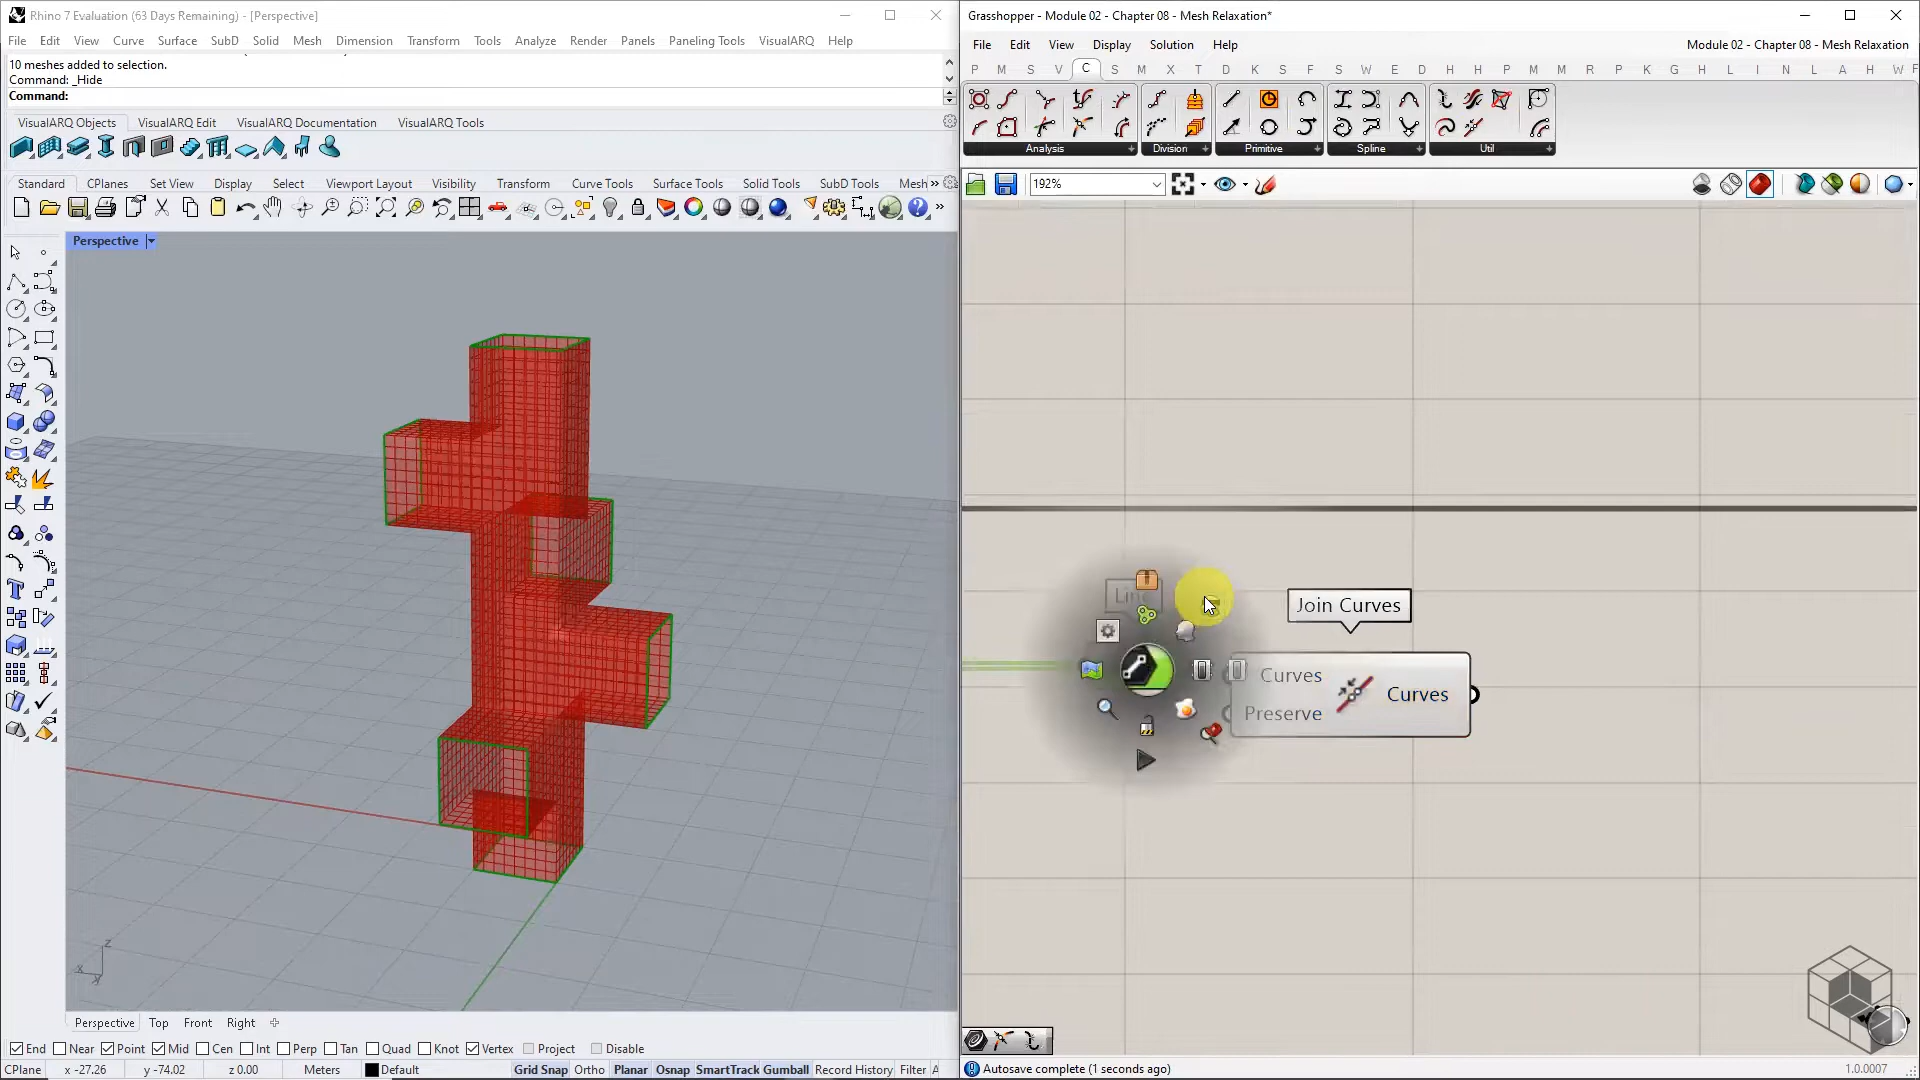 Rhino 7 Evaluation (63 Days Remaining) - [Perspective]
File Edit View Curve Surface SubD Solid Mesh Dimension Transform Tools Analyze Render Panels Paneling Tools VisualARQ Help
10 meshes added to selection.
Command: _Hide
Command:
VisualARQ Objects VisualARQ Edit VisualARQ Documentation VisualARQ Tools
Standard CPlanes Set View Display Select Viewport Layout Visibility Transform Curve Tools Surface Tools Solid Tools SubD Tools Mesh »
Perspective
z
x
y
Perspective Top Front Right
End Near Point Mid Cen Int Perp Tan Quad Knot Vertex Project Disable
CPlane x -27.26 y -74.02 z 0.00 Meters Default Grid Snap Ortho Planar Osnap SmartTrack Gumball Record History Filter A
Grasshopper - Module 02 - Chapter 08 - Mesh Relaxation*
File Edit View Display Solution Help
Module 02 - Chapter 08 - Mesh Relaxation
P M S V C S M X T D K S F S W E D H P M M R P K G H L I N L A H W F
Analysis Division Primitive Spline Util
192%
Join Curves
Curves
Preserve
Curves
Autosave complete (1 seconds ago)
1.0.0007